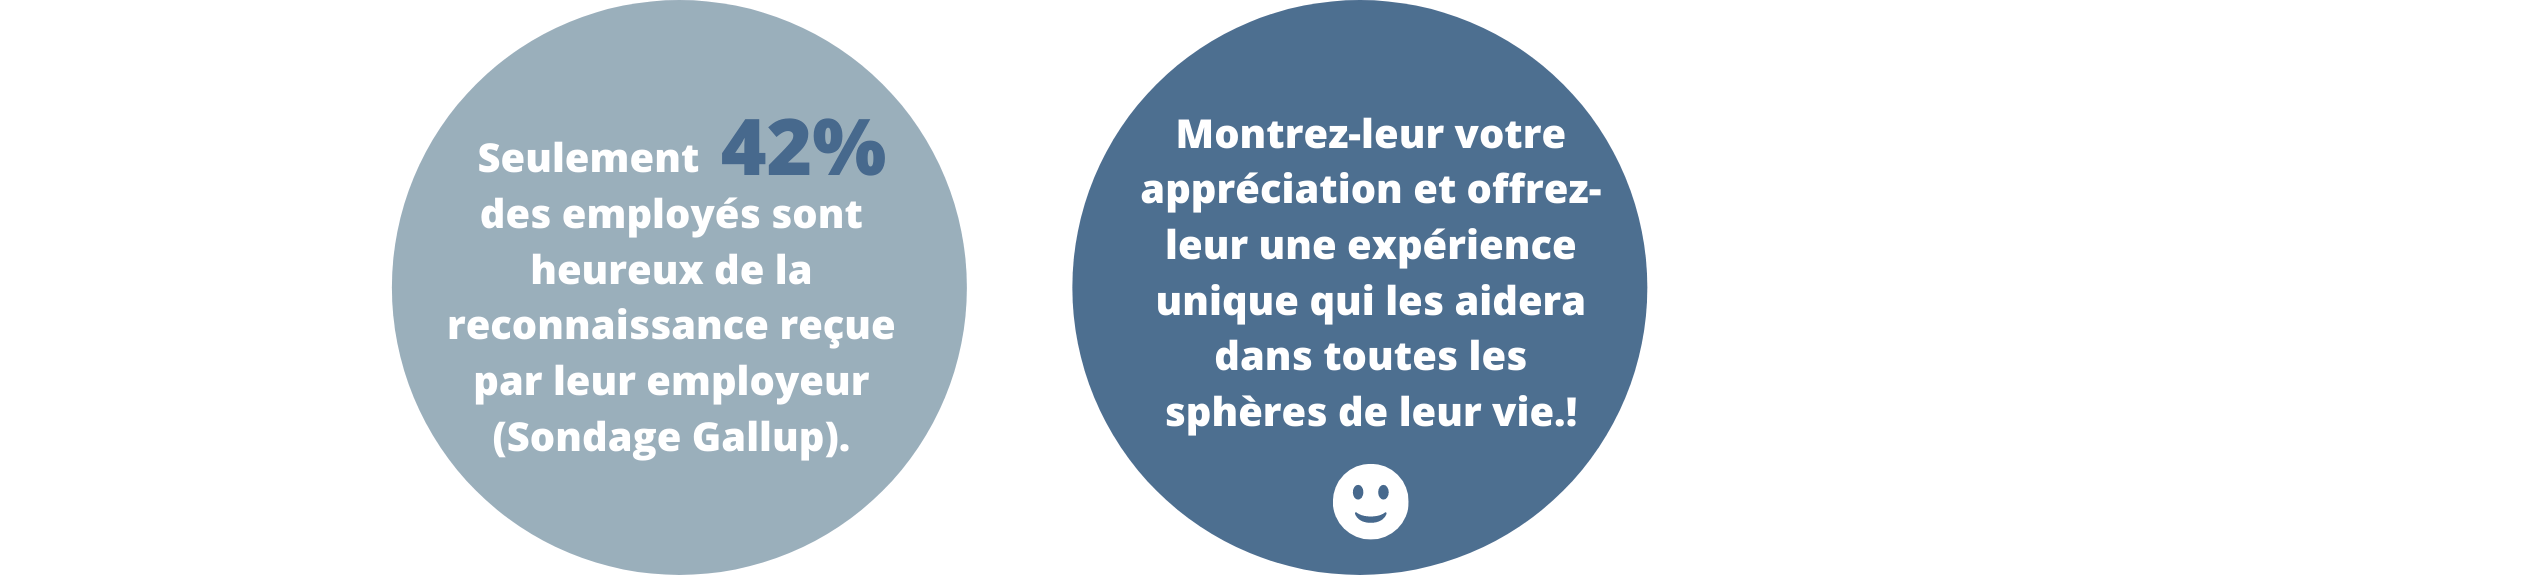 Seulement 42%
des employés sont
heureux de la
reconnaissance reçue
par leur employeur
(Sondage Gallup).
Montrez-leur votre
appréciation et offrez-
leur une expérience
unique qui les aidera
dans toutes les
sphères de leur vie.!